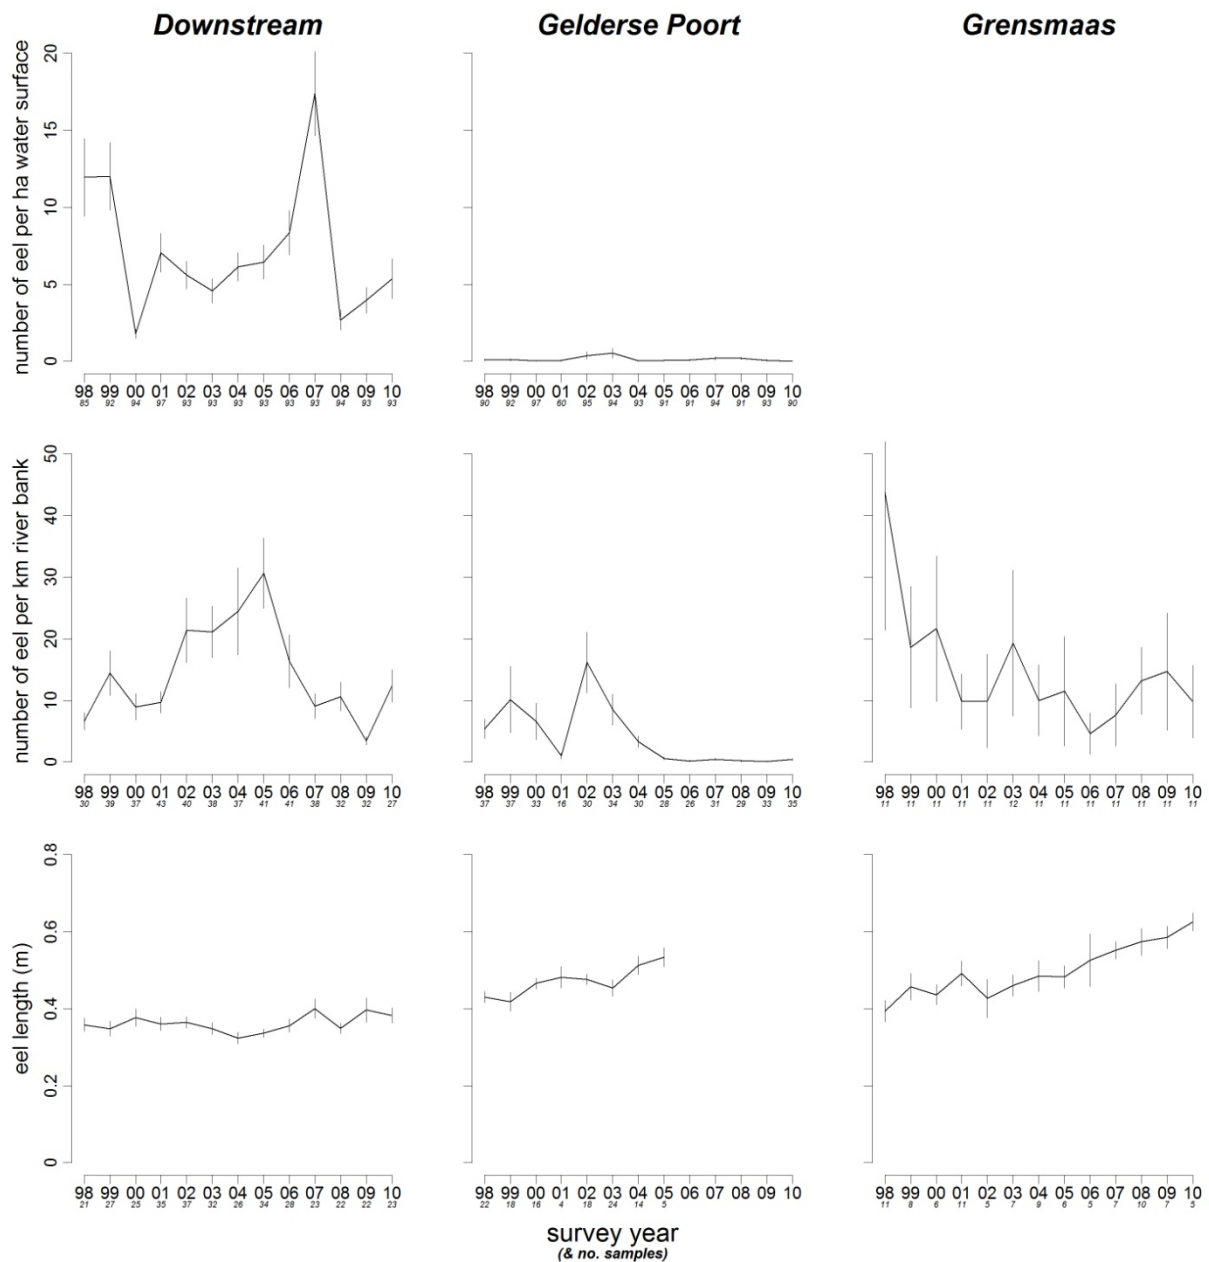 Downstream Gelderse Poort Grensmaas
number of eel per ha water surface
20
15
10
5
0
98 99 00 01 02 03 04 05 06 07 08 09 10
85 92 94 97 93 93 93 93 93 93 94 93 93
98 99 00 01 02 03 04 05 06 07 08 09 10
90 92 97 60 95 94 93 91 91 94 91 93 90
number of eel per km river bank
50
40
30
20
10
0
98 99 00 01 02 03 04 05 06 07 08 09 10
30 39 37 43 40 38 37 41 41 38 32 32 27
98 99 00 01 02 03 04 05 06 07 08 09 10
37 37 33 16 30 34 30 28 26 31 29 33 35
98 99 00 01 02 03 04 05 06 07 08 09 10
11 11 11 11 11 12 11 11 11 11 11 11 11
eel length (m)
0.8
0.6
0.4
0.2
0
98 99 00 01 02 03 04 05 06 07 08 09 10
21 27 25 35 37 32 26 34 28 23 22 22 23
98 99 00 01 02 03 04 05 06 07 08 09 10
22 18 16 4 18 24 14 5
98 99 00 01 02 03 04 05 06 07 08 09 10
11 8 6 11 5 7 9 6 5 7 10 7 5
survey year
(& no. samples)